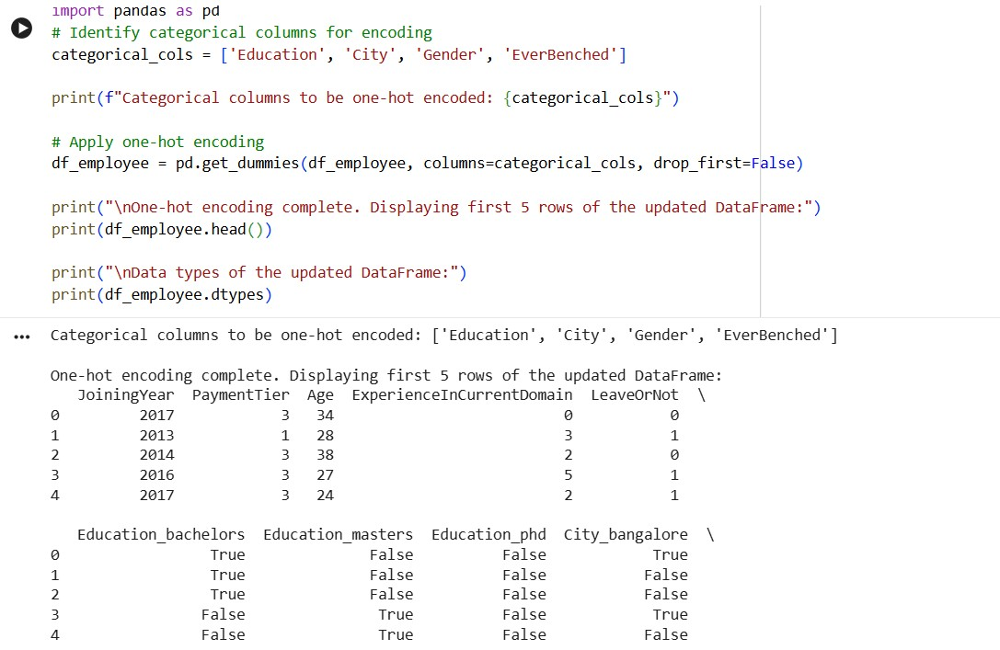 import pandas as pd
# Identify categorical columns for encoding
categorical_cols = ['Education', 'City', 'Gender', 'EverBenched']

print(f"Categorical columns to be one-hot encoded: {categorical_cols}")

# Apply one-hot encoding
df_employee = pd.get_dummies(df_employee, columns=categorical_cols, drop_first=False)

print("\nOne-hot encoding complete. Displaying first 5 rows of the updated DataFrame:")
print(df_employee.head())

print("\nData types of the updated DataFrame:")
print(df_employee.dtypes)
Categorical columns to be one-hot encoded: ['Education', 'City', 'Gender', 'EverBenched']

One-hot encoding complete. Displaying first 5 rows of the updated DataFrame:
   JoiningYear  PaymentTier  Age  ExperienceInCurrentDomain  LeaveOrNot  \
0         2017            3   34                          0           0
1         2013            1   28                          3           1
2         2014            3   38                          2           0
3         2016            3   27                          5           1
4         2017            3   24                          2           1

   Education_bachelors  Education_masters  Education_phd  City_bangalore  \
0                 True              False          False            True
1                 True              False          False           False
2                 True              False          False           False
3                False               True          False            True
4                False               True          False           False